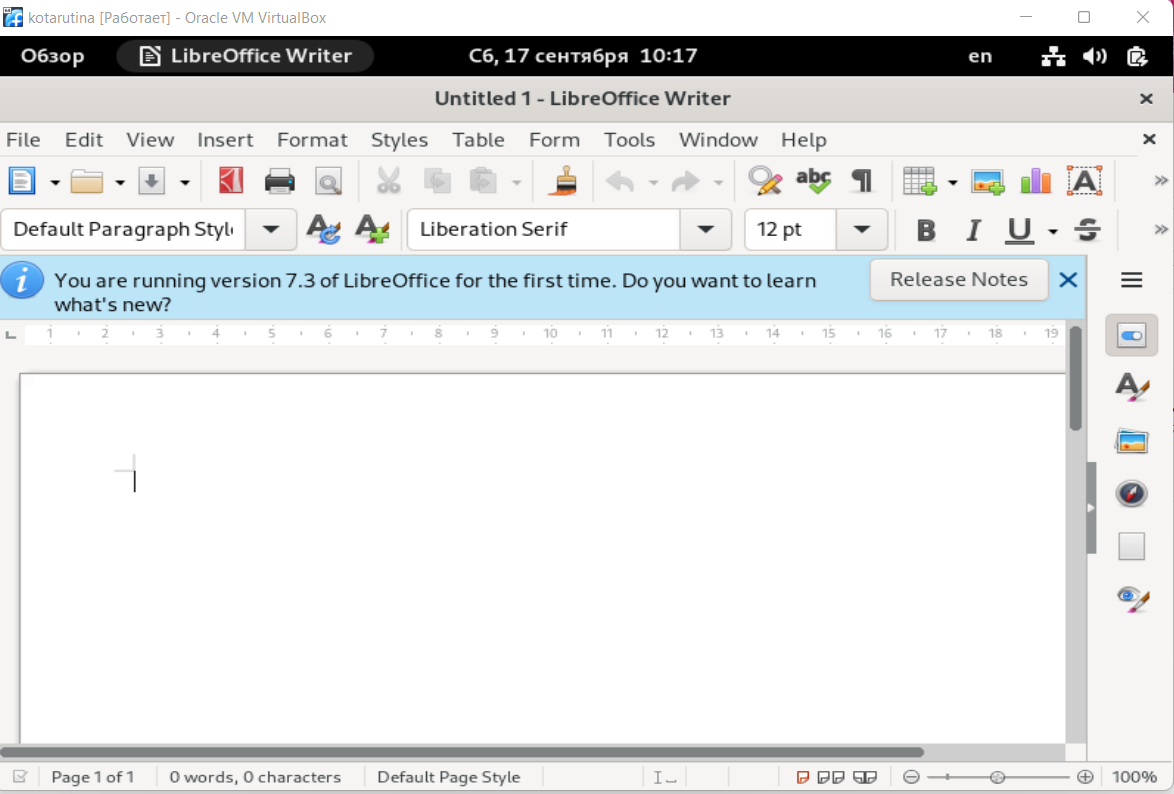 kotarutina [Работает] - Oracle VM VirtualBox
Обзор LibreOffice Writer Сб, 17 сентября 10:17 en
Untitled 1 - LibreOffice Writer
File Edit View Insert Format Styles Table Form Tools Window Help
abc A
Default Paragraph Style Liberation Serif 12 pt B I U S
You are running version 7.3 of LibreOffice for the first time. Do you want to learn
what's new?
Release Notes
1 2 3 4 5 6 7 8 9 10 11 12 13 14 15 16 17 18 19
Page 1 of 1 0 words, 0 characters Default Page Style 100%